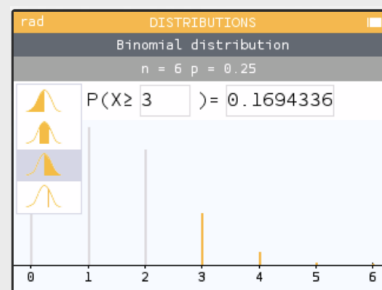 rad DISTRIBUTIONS
Binomial distribution
n = 6 p = 0.25
P(X≥ 3 )= 0.1694336
0 1 2 3 4 5 6